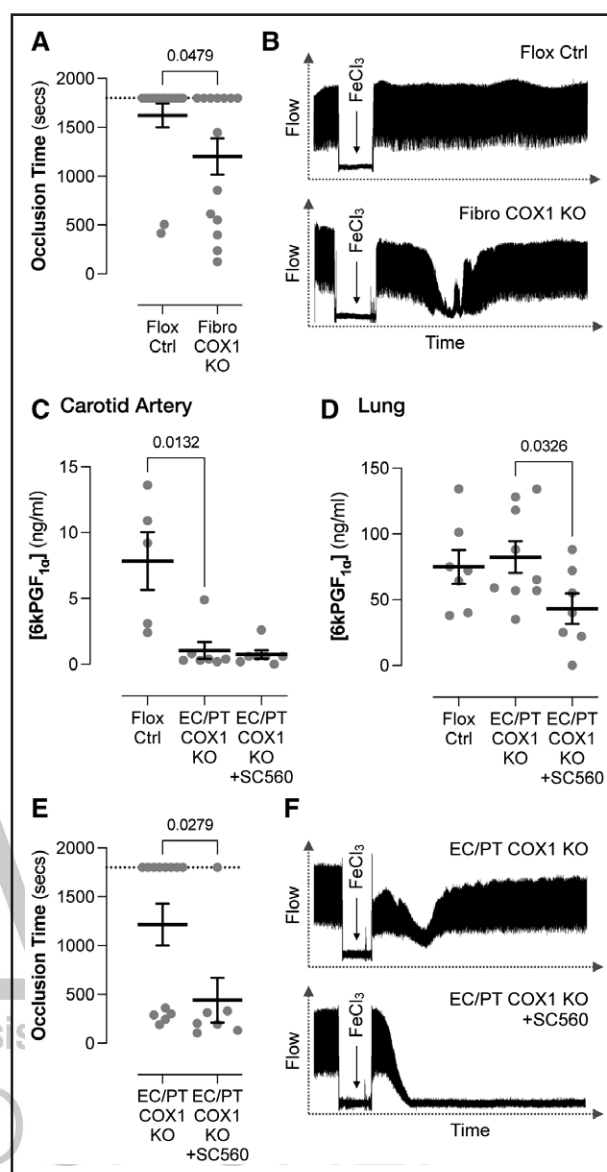 A
0.0479
2000
1500
1000
500
0
Occlusion Time (secs)
Flox
Ctrl
Fibro
COX1
KO
B
Flox Ctrl
Flow
FeCl3
Fibro COX1 KO
Flow
FeCl3
Time
C Carotid Artery
0.0132
15
10
5
0
[6kPGF1α] (ng/ml)
Flox
Ctrl
EC/PT
COX1
KO
EC/PT
COX1
KO
+SC560
D Lung
0.0326
150
100
50
0
[6kPGF1α] (ng/ml)
Flox
Ctrl
EC/PT
COX1
KO
EC/PT
COX1
KO
+SC560
E
0.0279
2000
1500
1000
500
0
Occlusion Time (secs)
EC/PT
COX1
KO
EC/PT
COX1
KO
+SC560
F
EC/PT COX1 KO
Flow
FeCl3
EC/PT COX1 KO
+SC560
Flow
FeCl3
Time